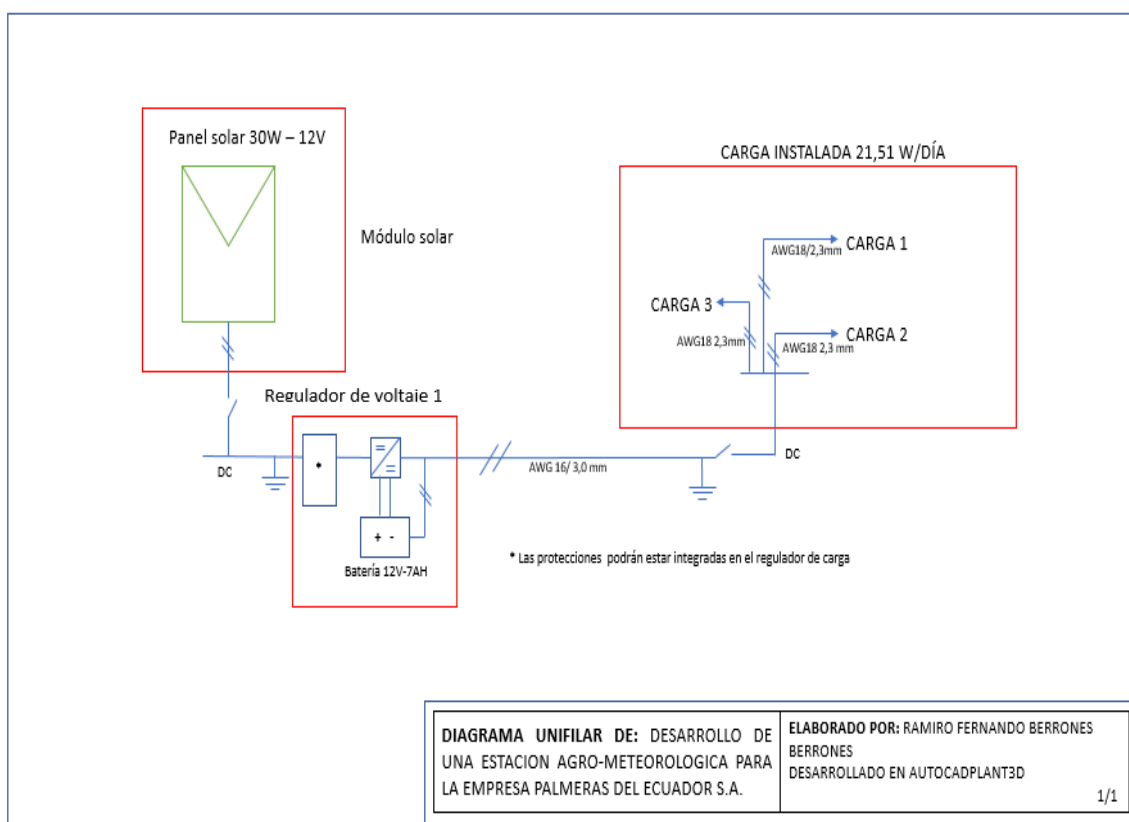 Panel solar 30W – 12V
Módulo solar
CARGA INSTALADA 21,51 W/DÍA
CARGA 1
AWG18/2,3mm
CARGA 3
AWG18 2,3mm
CARGA 2
AWG18 2,3 mm
Regulador de voltaje 1
DC
*
AWG 16/ 3,0 mm
DC
+ -
Batería 12V-7AH
* Las protecciones podrán estar integradas en el regulador de carga
DIAGRAMA UNIFILAR DE: DESARROLLO DE
UNA ESTACION AGRO-METEOROLOGICA PARA
LA EMPRESA PALMERAS DEL ECUADOR S.A.
ELABORADO POR: RAMIRO FERNANDO BERRONES
BERRONES
DESARROLLADO EN AUTOCADPLANT3D
1/1